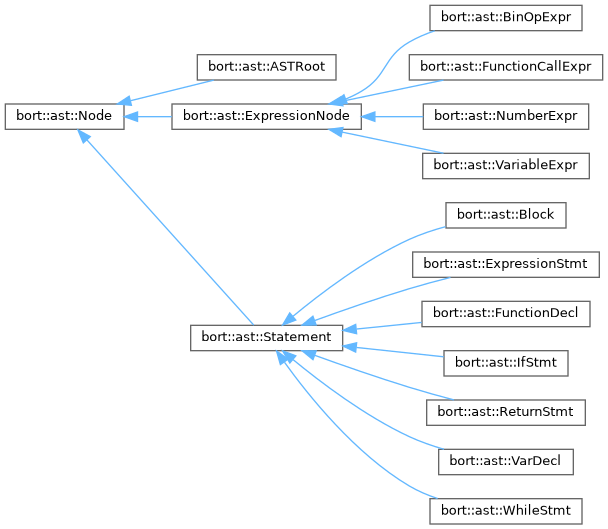 bort::ast::BinOpExpr
bort::ast::ASTRoot
bort::ast::FunctionCallExpr
bort::ast::Node
bort::ast::ExpressionNode
bort::ast::NumberExpr
bort::ast::VariableExpr
bort::ast::Block
bort::ast::ExpressionStmt
bort::ast::FunctionDecl
bort::ast::Statement
bort::ast::IfStmt
bort::ast::ReturnStmt
bort::ast::VarDecl
bort::ast::WhileStmt